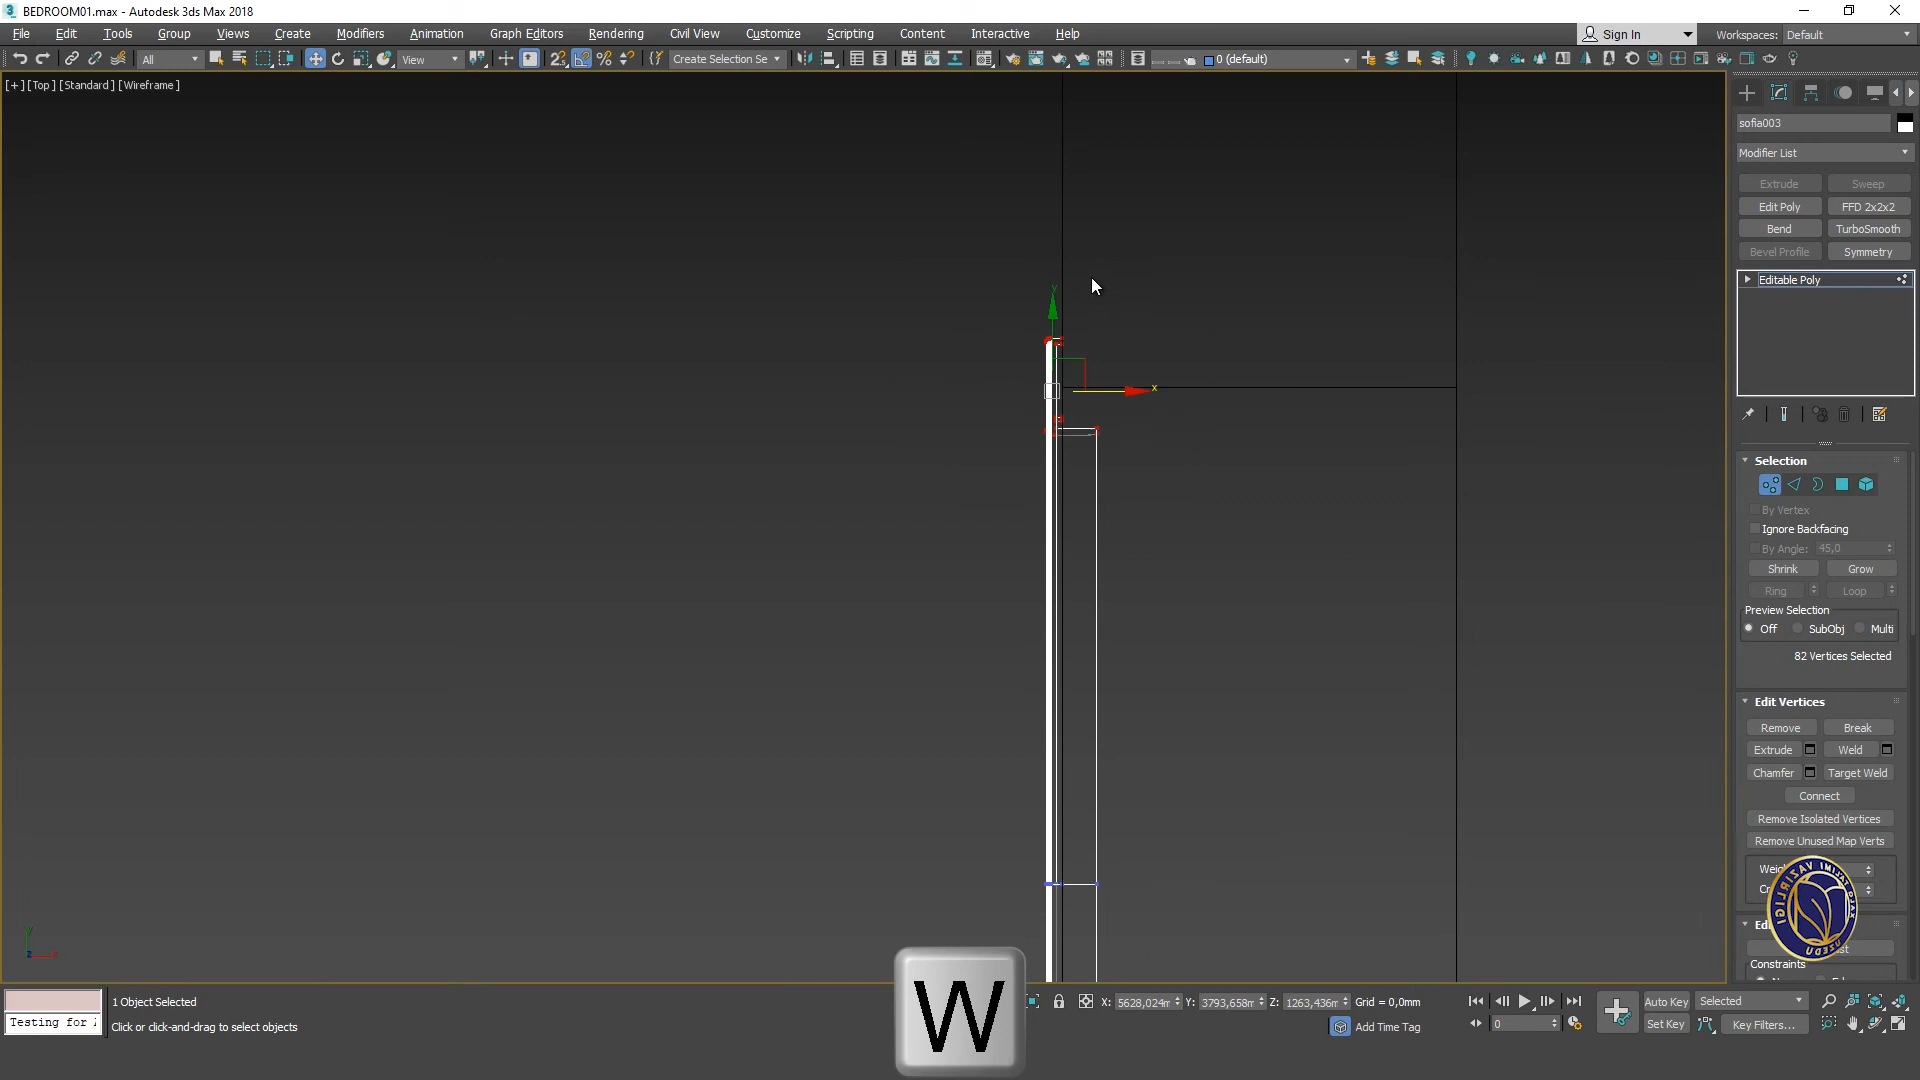 BEDROOM01.max - Autodesk 3ds Max 2018
File Edit Tools Group Views Create Modifiers Animation Graph Editors Rendering Civil View Customize Scripting Content Interactive Help
Sign In Workspaces: Default
All View Create Selection Se 0 (default)
[+] [Top] [Standard] [Wireframe]
sofia003
Modifier List
Extrude Sweep
Edit Poly FFD 2x2x2
Bend TurboSmooth
Bevel Profile Symmetry
Editable Poly
y
x
Selection
By Vertex
Ignore Backfacing
By Angle: 45,0
Shrink Grow
Ring Loop
Preview Selection
Off SubObj Multi
82 Vertices Selected
Edit Vertices
Remove Break
Extrude Weld
Chamfer Target Weld
Connect
Remove Isolated Vertices
Remove Unused Map Verts
Constraints
W
1 Object Selected
Click or click-and-drag to select objects
Testing for
X: 5628,024m Y: 3793,658m Z: 1263,436m Grid = 0,0mm
Add Time Tag
0
Auto Key Selected
Set Key Key Filters...